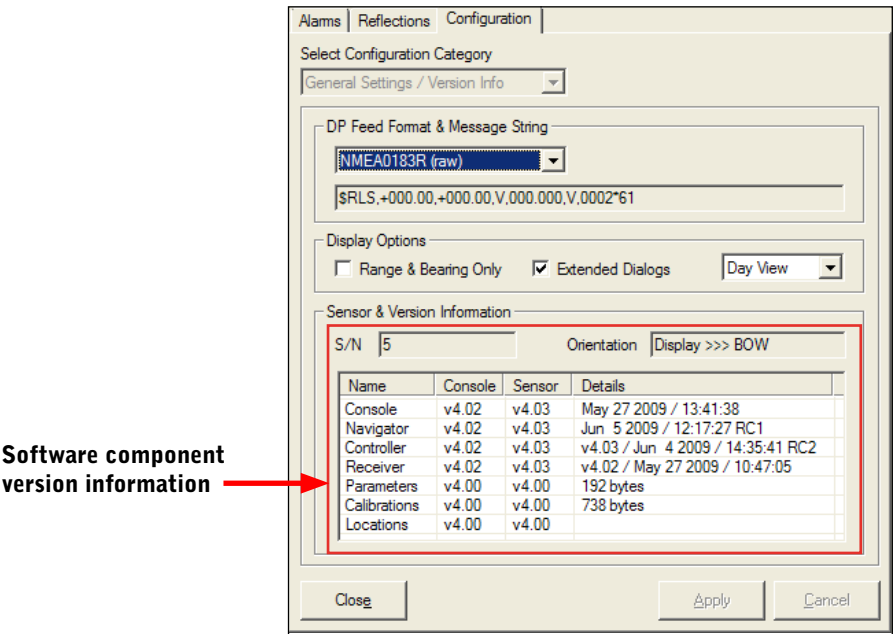 Alarms Reflections Configuration
Select Configuration Category
General Settings / Version Info
DP Feed Format & Message String
NMEA0183R (raw)
$RLS,+000.00,+000.00,V,000.000,V,0002*61
Display Options
Range & Bearing Only Extended Dialogs Day View
Sensor & Version Information
S/N 5 Orientation Display >>> BOW
Name Console Sensor Details
Console v4.02 v4.03 May 27 2009 / 13:41:38
Navigator v4.02 v4.03 Jun 5 2009 / 12:17:27 RC1
Controller v4.02 v4.03 v4.03 / Jun 4 2009 / 14:35:41 RC2
Receiver v4.02 v4.03 v4.02 / May 27 2009 / 10:47:05
Parameters v4.00 v4.00 192 bytes
Calibrations v4.00 v4.00 738 bytes
Locations v4.00 v4.00
Software component
version information
Close Apply Cancel